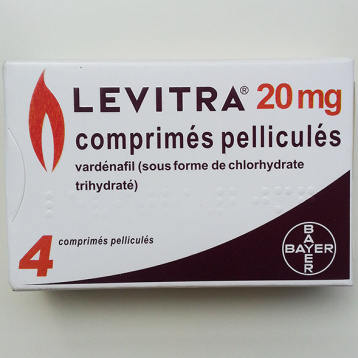 LEVITRA® 20 mg
comprimés pelliculés
vardénafil (sous forme de chlorhydrate
trihydraté)
4 comprimés pelliculés
BAYER
BAYER